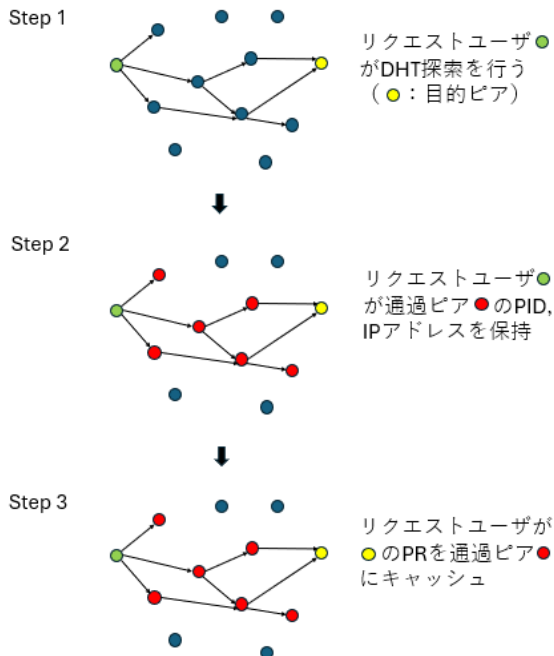 Step 1
リクエストユーザ
がDHT探索を行う
（ ：目的ピア）
Step 2
リクエストユーザ
が通過ピア のPID,
IPアドレスを保持
Step 3
リクエストユーザが
のPRを通過ピア
にキャッシュ